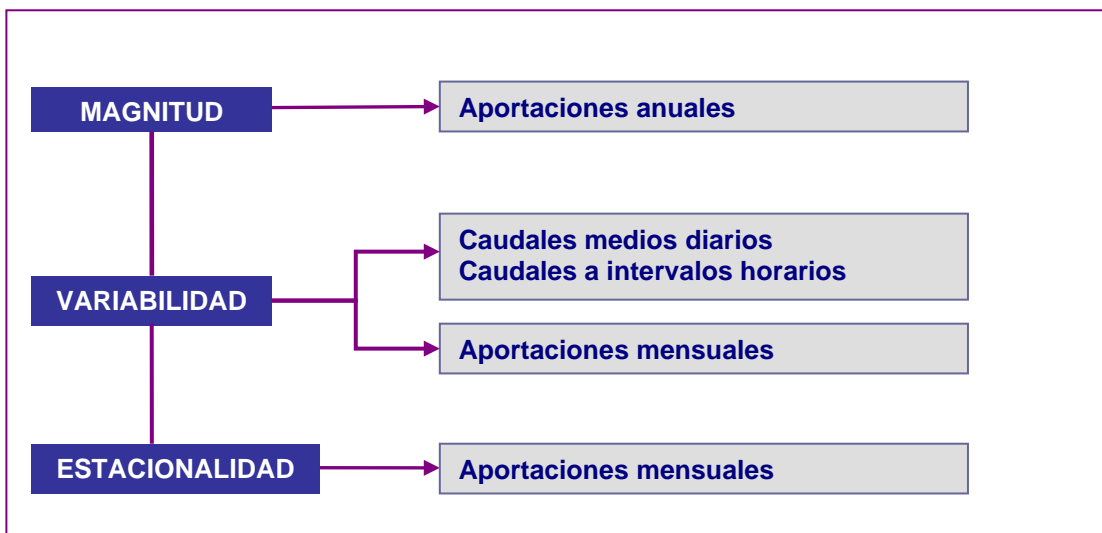 MAGNITUD
Aportaciones anuales
VARIABILIDAD
Caudales medios diarios
Caudales a intervalos horarios
Aportaciones mensuales
ESTACIONALIDAD
Aportaciones mensuales